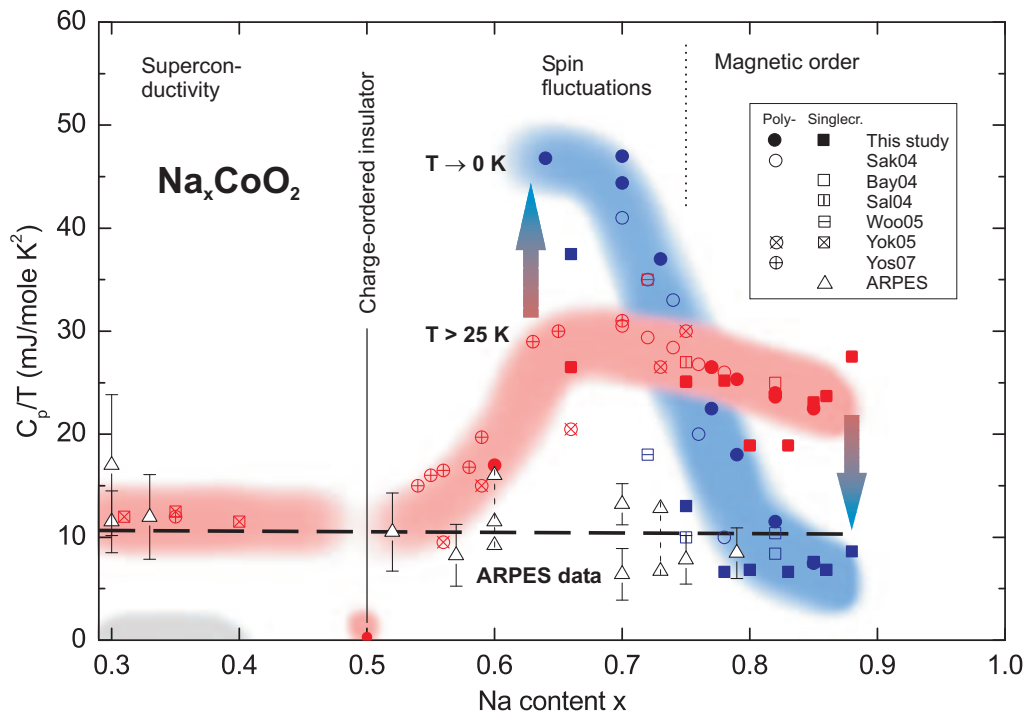 60
50
40
30
20
10
0
C_p/T (mJ/mole K²)
0.3 0.4 0.5 0.6 0.7 0.8 0.9 1.0
Na content x
Supercon-
ductivity
Charge-ordered insulator
Spin
fluctuations
Magnetic order
NaₓCoO₂
T → 0 K
T > 25 K
ARPES data
Poly- Singlecr.
This study
Sak04
Bay04
Sal04
Woo05
Yok05
Yos07
ARPES